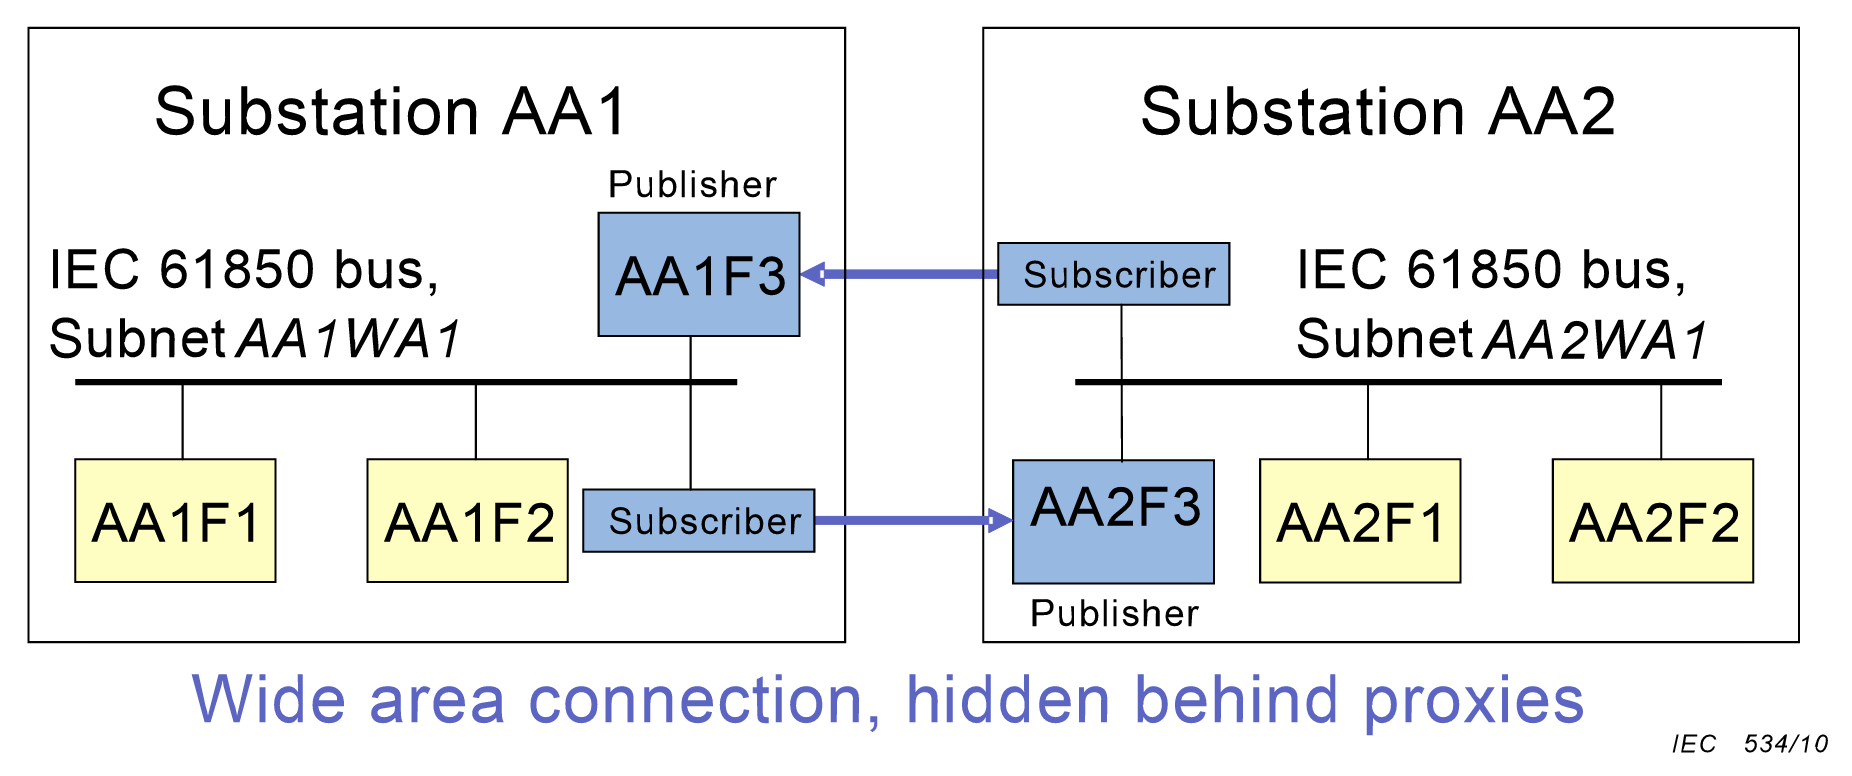 Substation AA1
Substation AA2
Publisher
AA1F3
IEC 61850 bus,
Subnet AA1WA1
Subscriber
IEC 61850 bus,
Subnet AA2WA1
AA1F1
AA1F2
Subscriber
AA2F3
AA2F1
AA2F2
Publisher
Wide area connection, hidden behind proxies
IEC 534/10